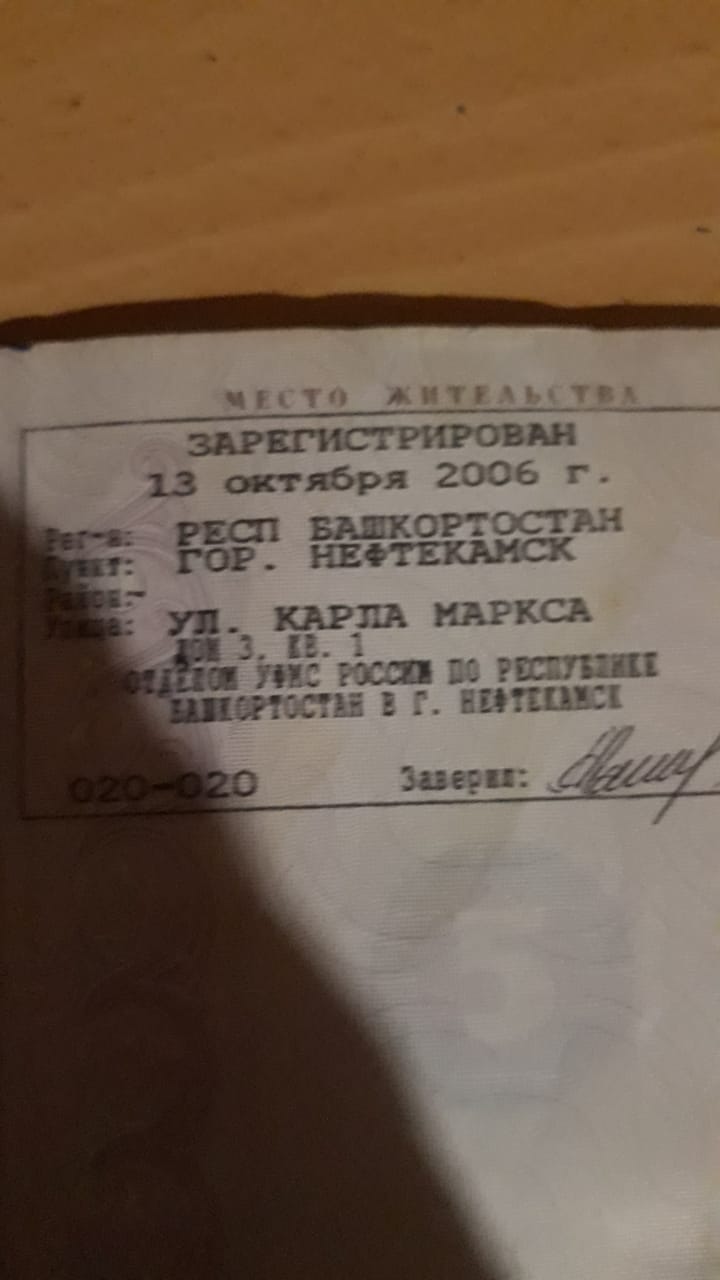 МЕСТО ЖИТЕЛЬСТВА
ЗАРЕГИСТРИРОВАН
13 октября 2006 г.
Рег-н: РЕСП БАШКОРТОСТАН
Пункт: ГОР. НЕФТЕКАМСК
Район:-
Улица: УЛ. КАРЛА МАРКСА
ДОМ 3. КВ. 1
ОТДЕЛОМ УФМС РОССИИ ПО РЕСПУБЛИКЕ
БАШКОРТОСТАН В Г. НЕФТЕКАМСК
020-020 Заверил: